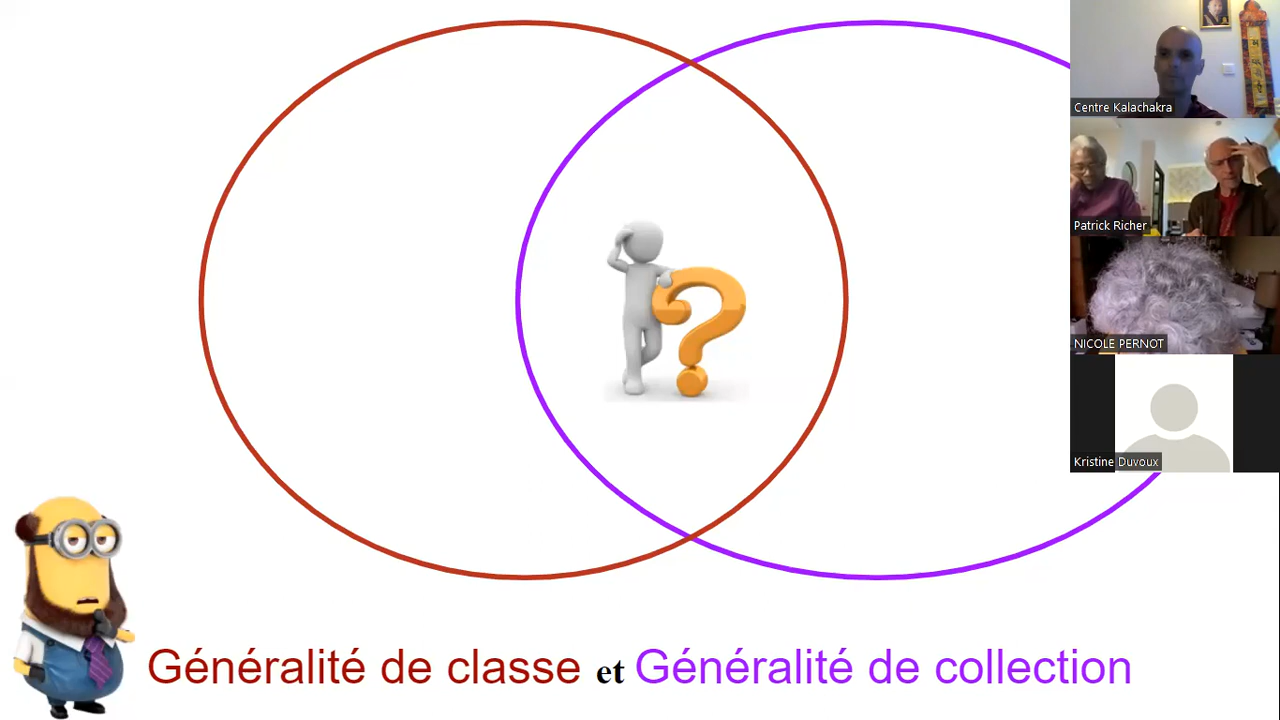 Centre Kalachakra
Patrick Richer
NICOLE PERNOT
Kristine Duvoux
Généralité de classe et Généralité de collection